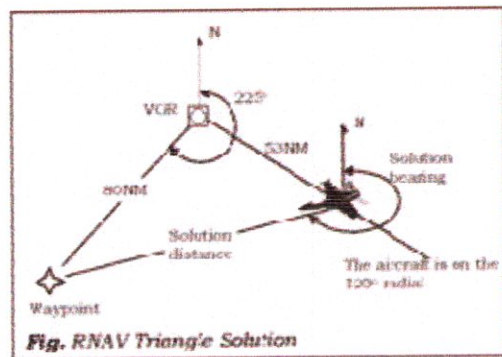 N
VOR
225°
53NM
N
Solution
bearing
80NM
Solution
distance
The aircraft is on the
radial
Waypoint
Fig. RNAV Triangle Solution